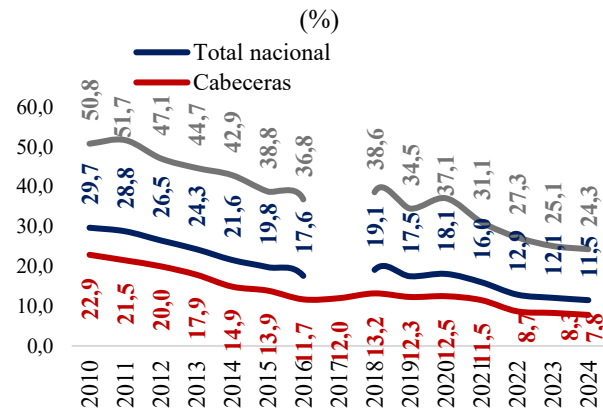 (%)
Total nacional
Cabeceras
60,0
50,0
40,0
30,0
20,0
10,0
0,0
50,8 51,7 47,1 44,7 42,9 38,8 36,8 38,6 34,5 37,1 31,1 27,3 25,1 24,3
29,7 28,8 26,5 24,3 21,6 19,8 17,6 19,1 17,5 18,1 16,0 12,9 12,1 11,5
22,9 21,5 20,0 17,9 14,9 13,9 11,7 12,0 13,2 12,3 12,5 11,5 8,7 8,3 7,8
2010 2011 2012 2013 2014 2015 2016 2017 2018 2019 2020 2021 2022 2023 2024